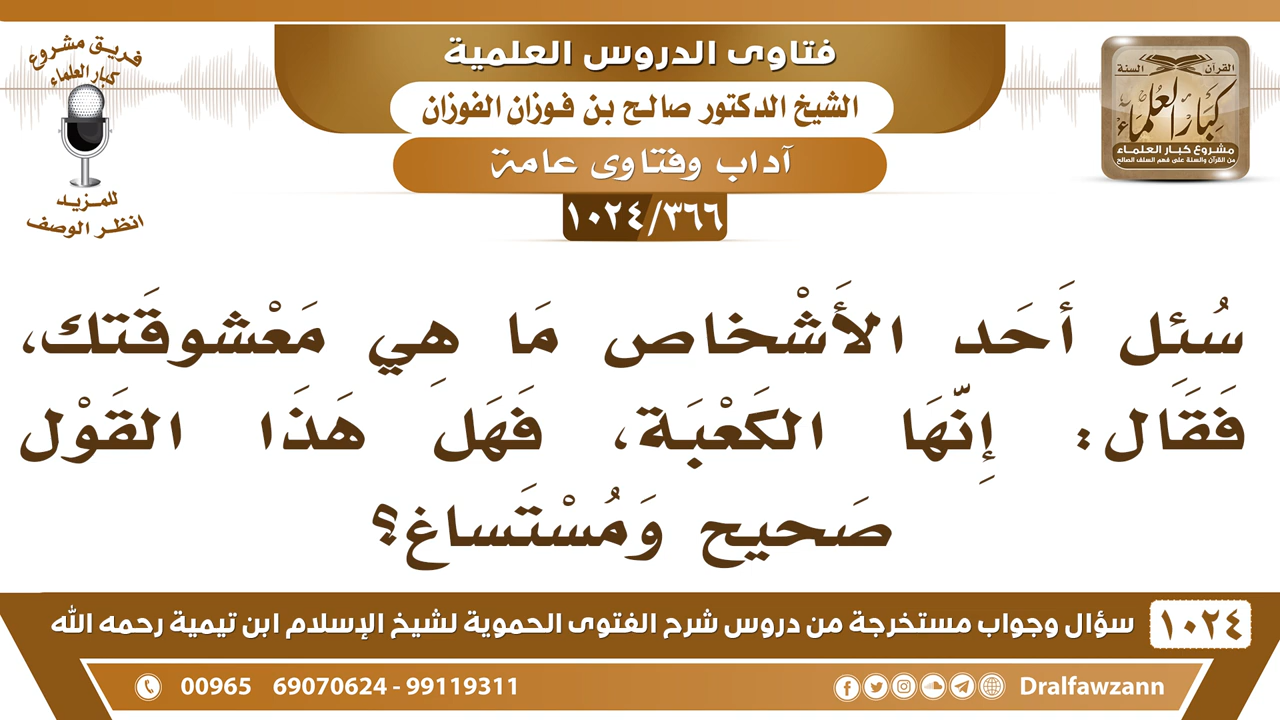 فريق مشروع
كبار العلماء
للمزيد
انظر الوصف
فتاوى الدروس العلمية
الشيخ الدكتور صالح بن فوزان الفوزان
آداب وفتاوى عامة
١٠٢٤/٣٦٦
القرآن السنة
كبار العلماء
مشروع كبار العلماء
من القرآن والسنة على فهم السلف الصالح
سُئِل أَحَد الأَشْخاص مَا هِي مَعْشوقَتك،
فَقَال: إِنّهَا الكَعْبَة، فَهَل هَذَا القَوْل
صَحيح وَمُسْتَساغ؟
١٠٢٤ سؤال وجواب مستخرجة من دروس شرح الفتوى الحموية لشيخ الإسلام ابن تيمية رحمه الله
00965 69070624 - 99119311
Dralfawzann